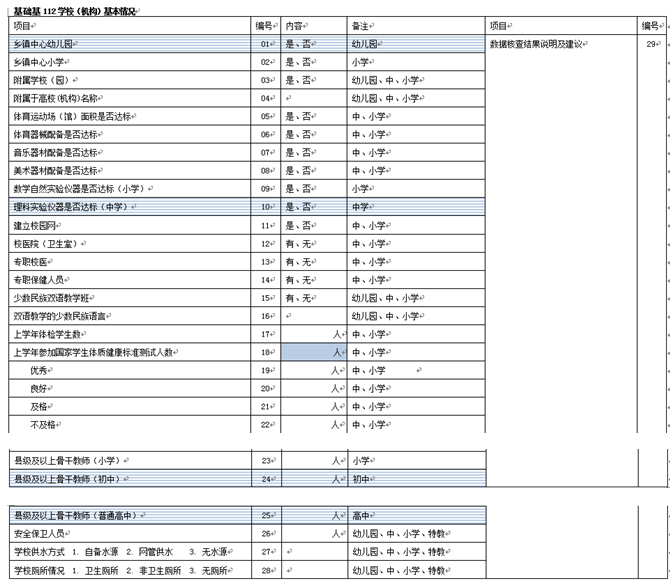 基础基 112 学校（机构）基本情况
项目 编号 内容 备注 项目 编号
乡镇中心幼儿园 01 是、否 幼儿园 数据核查结果说明及建议 29
乡镇中心小学 02 是、否 小学
附属学校（园） 03 是、否 幼儿园、中、小学
附属于高校(机构)名称 04 幼儿园、中、小学
体育运动场（馆）面积是否达标 05 是、否 中、小学
体育器械配备是否达标 06 是、否 中、小学
音乐器材配备是否达标 07 是、否 中、小学
美术器材配备是否达标 08 是、否 中、小学
数学自然实验仪器是否达标（小学） 09 是、否 小学
理科实验仪器是否达标（中学） 10 是、否 中学
建立校园网 11 是、否 中、小学
校医院（卫生室） 12 有、无 中、小学
专职校医 13 有、无 中、小学
专职保健人员 14 有、无 中、小学
少数民族双语教学班 15 有、无 幼儿园、中、小学
双语教学的少数民族语言 16 幼儿园、中、小学
上学年体检学生数 17 人 中、小学
上学年参加国家学生体质健康标准测试人数 18 人 中、小学
优秀 19 人 中、小学
良好 20 人 中、小学
及格 21 人 中、小学
不及格 22 人 中、小学
县级及以上骨干教师（小学） 23 人 小学
县级及以上骨干教师（初中） 24 人 初中
县级及以上骨干教师（普通高中） 25 人 高中
安全保卫人员 26 人 幼儿园、中、小学、特教
学校供水方式 1. 自备水源 2. 网管供水 3. 无水源 27 幼儿园、中、小学、特教
学校厕所情况 1. 卫生厕所 2. 非卫生厕所 3. 无厕所 28 幼儿园、中、小学、特教